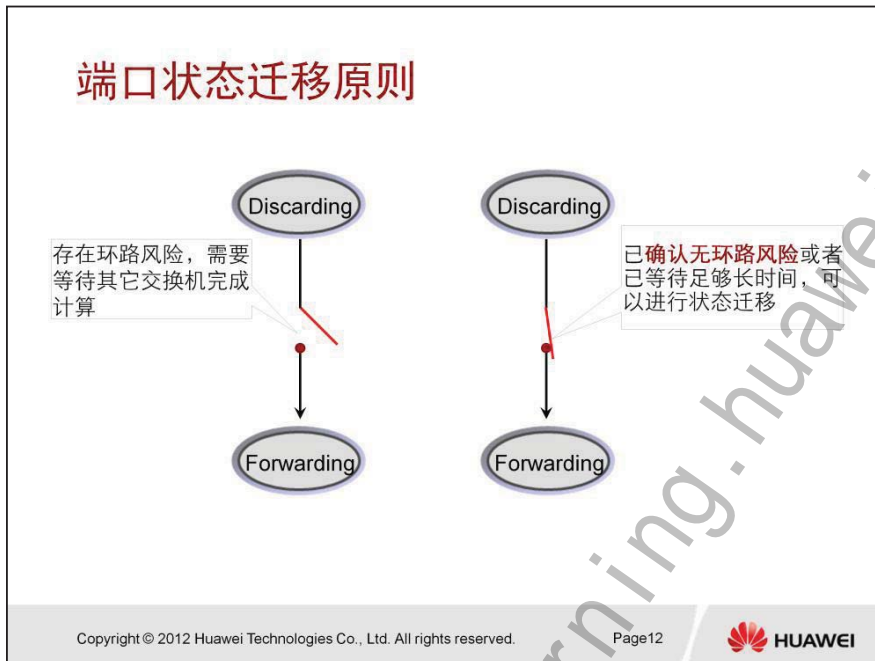 端口状态迁移原则
Discarding
存在环路风险，需要
等待其它交换机完成
计算
Forwarding
Discarding
已确认无环路风险或者
已等待足够长时间，可
以进行状态迁移
Forwarding
rning.huawei.
Copyright © 2012 Huawei Technologies Co., Ltd. All rights reserved.
Page12
HUAWEI